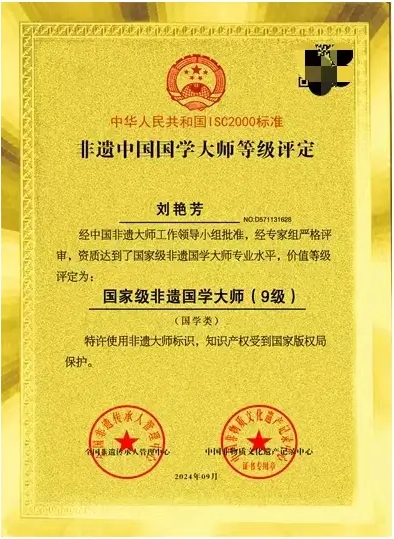 中华人民共和国ISC2000标准
非遗中国国学大师等级评定
刘艳芳
NO:D571131628
经中国非遗大师工作领导小组批准，经专家组严格评
审，资质达到了国家级非遗国学大师专业水平，价值等级
评定为：
国家级非遗国学大师（9级）
（国学类）
特许使用非遗大师标识，知识产权受到国家版权局
保护。
全国非遗传承人管理中心
中国非物质文化遗产记录中心
证书专用章
2024年09月